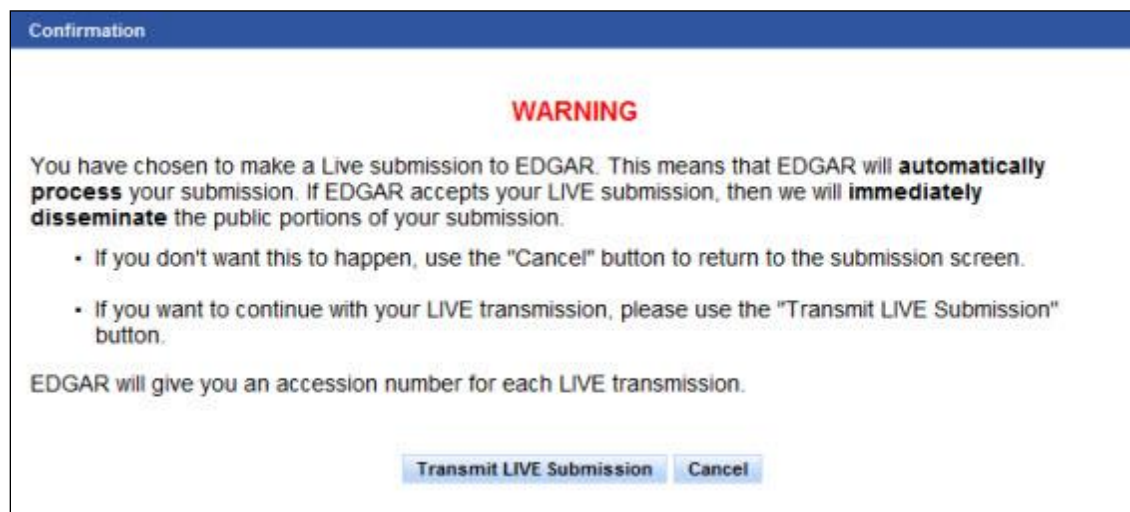 Confirmation
WARNING
You have chosen to make a Live submission to EDGAR. This means that EDGAR will automatically
process your submission. If EDGAR accepts your LIVE submission, then we will immediately
disseminate the public portions of your submission.
• If you don't want this to happen, use the "Cancel" button to return to the submission screen.
• If you want to continue with your LIVE transmission, please use the "Transmit LIVE Submission"
button.
EDGAR will give you an accession number for each LIVE transmission.
Transmit LIVE Submission Cancel